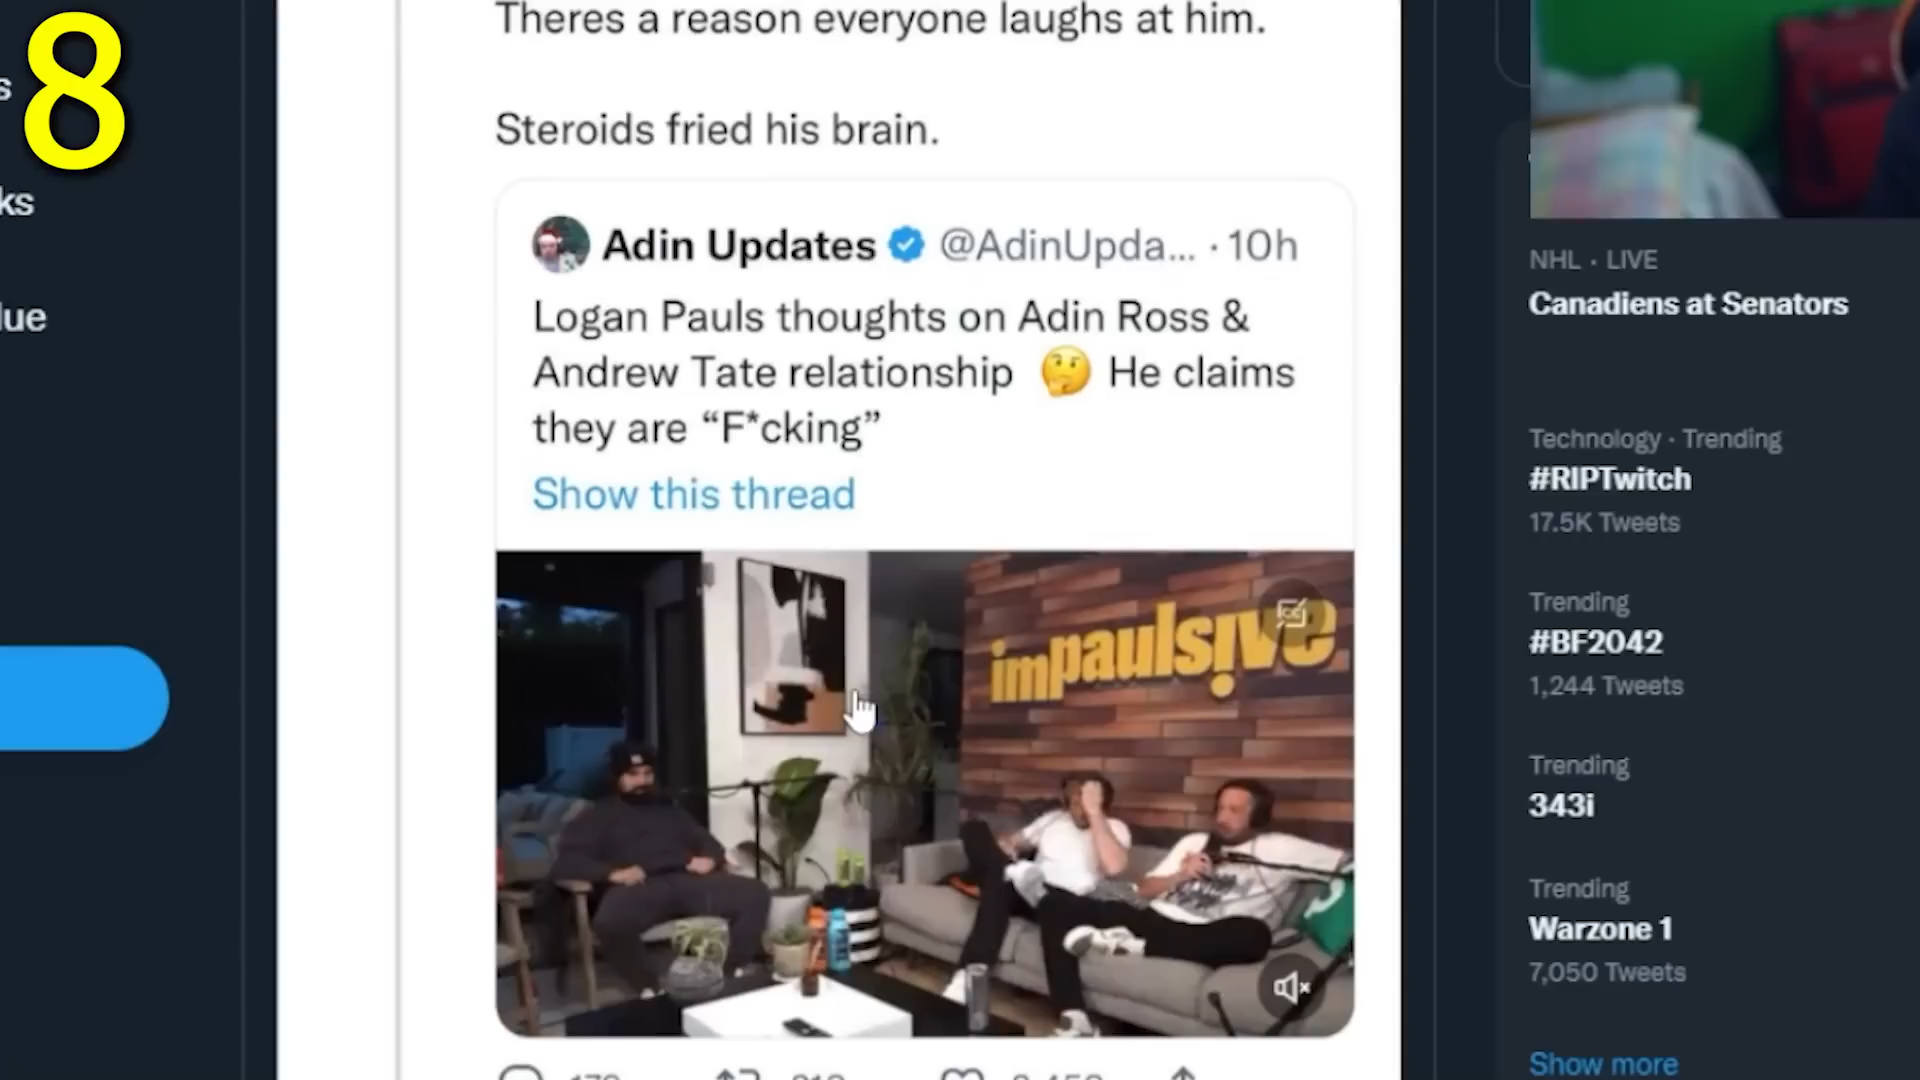 8
s
ks
lue
Theres a reason everyone laughs at him.
Steroids fried his brain.
Adin Updates @AdinUpda... · 10h
Logan Pauls thoughts on Adin Ross &
Andrew Tate relationship 🤔 He claims
they are “F*cking”
Show this thread
impaulsive
CC
NHL · LIVE
Canadiens at Senators
Technology · Trending
#RIPTwitch
17.5K Tweets
Trending
#BF2042
1,244 Tweets
Trending
343i
Trending
Warzone 1
7,050 Tweets
Show more